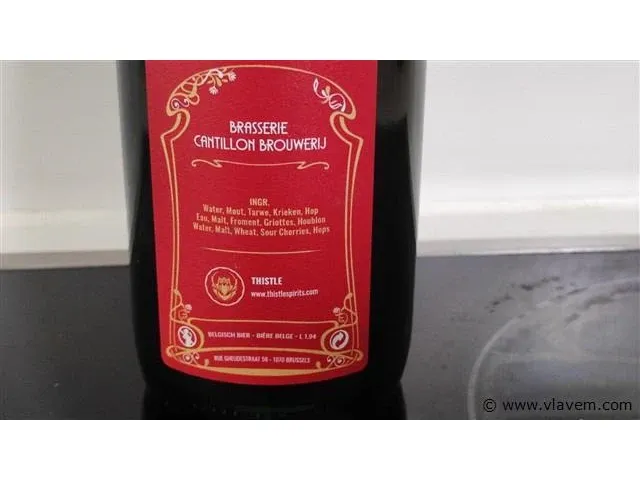 BRASSERIE
CANTILLON BROUWERIJ
INGR.
Water, Mout, Tarwe, Krieken, Hop
Eau, Malt, Froment, Griottes, Houblon
Water, Malt, Wheat, Sour Cherries, Hops
THISTLE
www.thistlespirits.com
BELGISCH BIER - BIÈRE BELGE - L 1,04
RUE GHEUDESTRAAT 56 - 1070 BRUSSELS
© www.vlavem.com